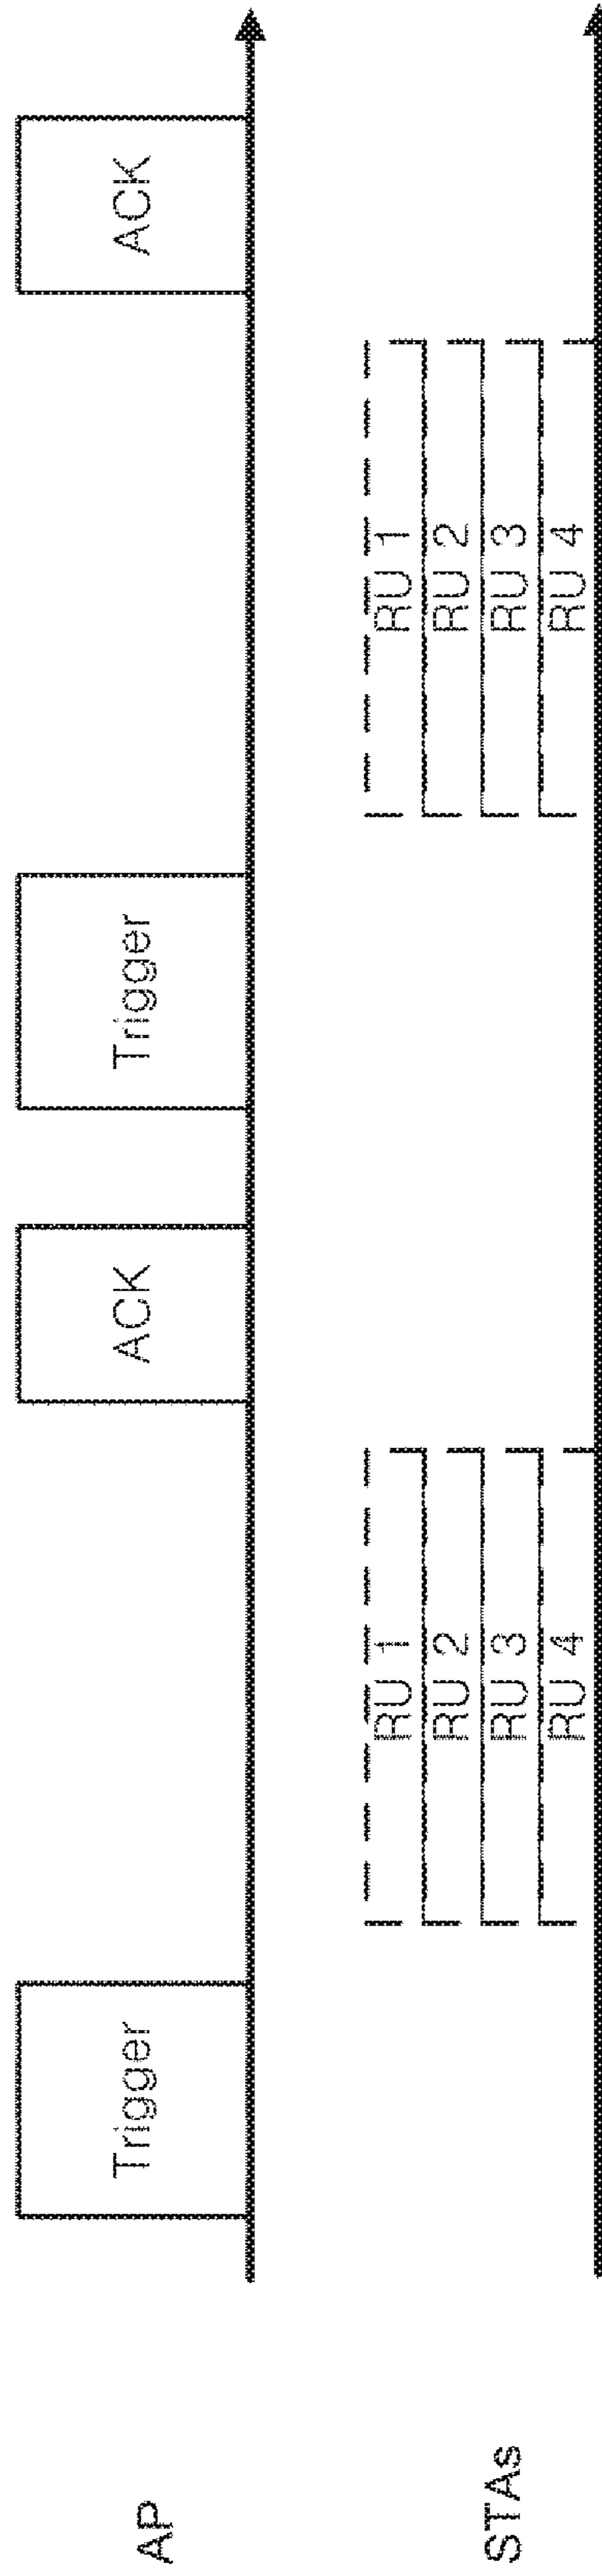 AP
Trigger
ACK
Trigger
ACK
STAs
RU 1
RU 2
RU 3
RU 4
RU 1
RU 2
RU 3
RU 4